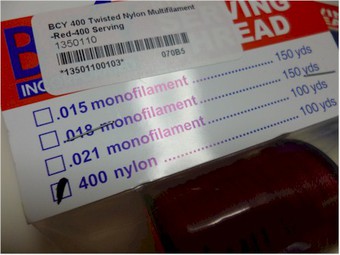 BCY 400 Twisted Nylon Multifilament
-Red-400 Serving
1350110
*13501100103* 070B5
.015 monofilament 150 yds
.018 monofilament 150 yds
.021 monofilament 100 yds
400 nylon 100 yds